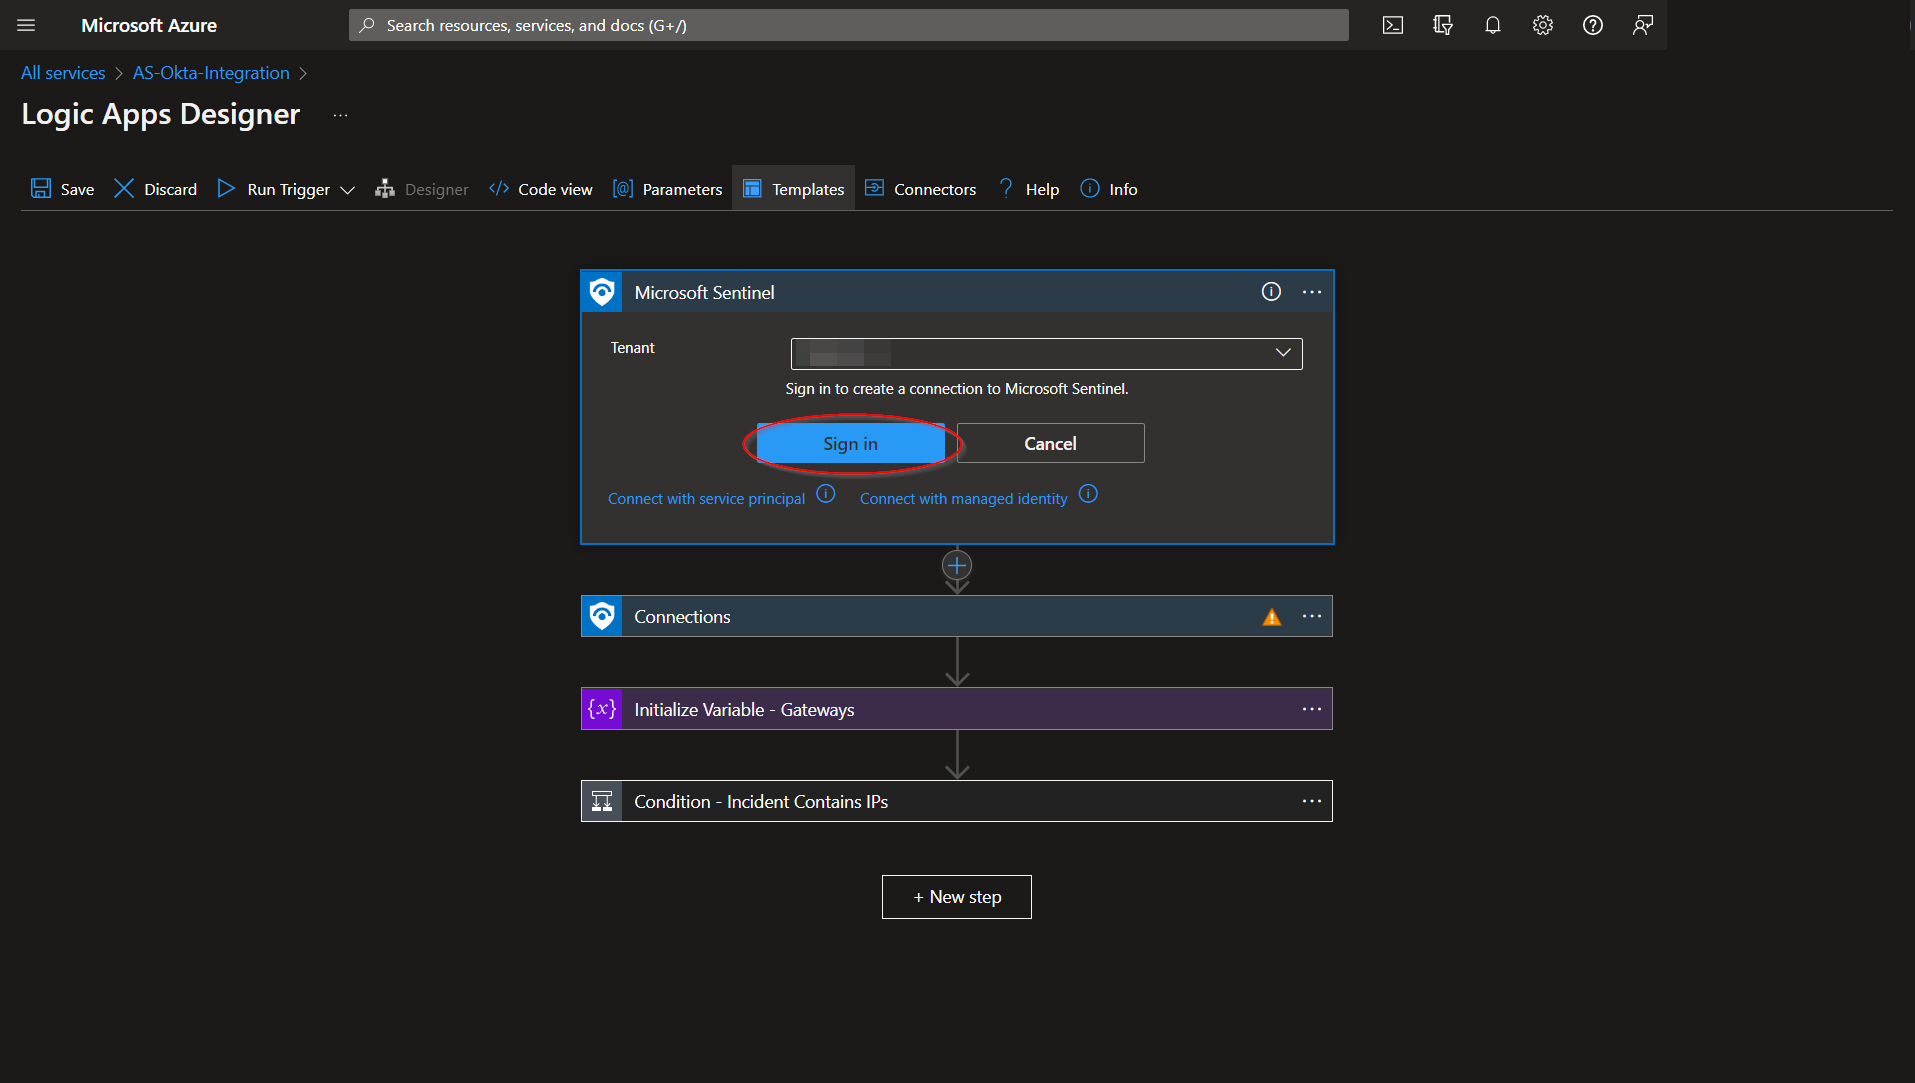 Microsoft Azure
Search resources, services, and docs (G+/)
All services > AS-Okta-Integration >
Logic Apps Designer ...
Save Discard Run Trigger Designer Code view Parameters Templates Connectors Help Info
Microsoft Sentinel
Tenant
Sign in to create a connection to Microsoft Sentinel.
Sign in Cancel
Connect with service principal Connect with managed identity
Connections
{x} Initialize Variable - Gateways
Condition - Incident Contains IPs
+ New step